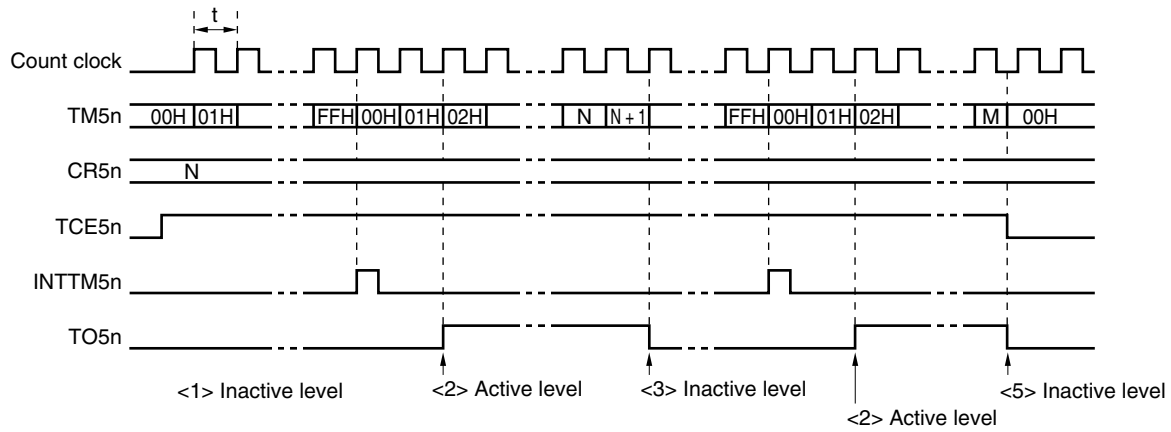 t
Count clock
TM5n 00H 01H FFH 00H 01H 02H N N + 1 FFH 00H 01H 02H M 00H
CR5n N
TCE5n
INTTM5n
TO5n
<1> Inactive level <2> Active level <3> Inactive level <5> Inactive level
<2> Active level